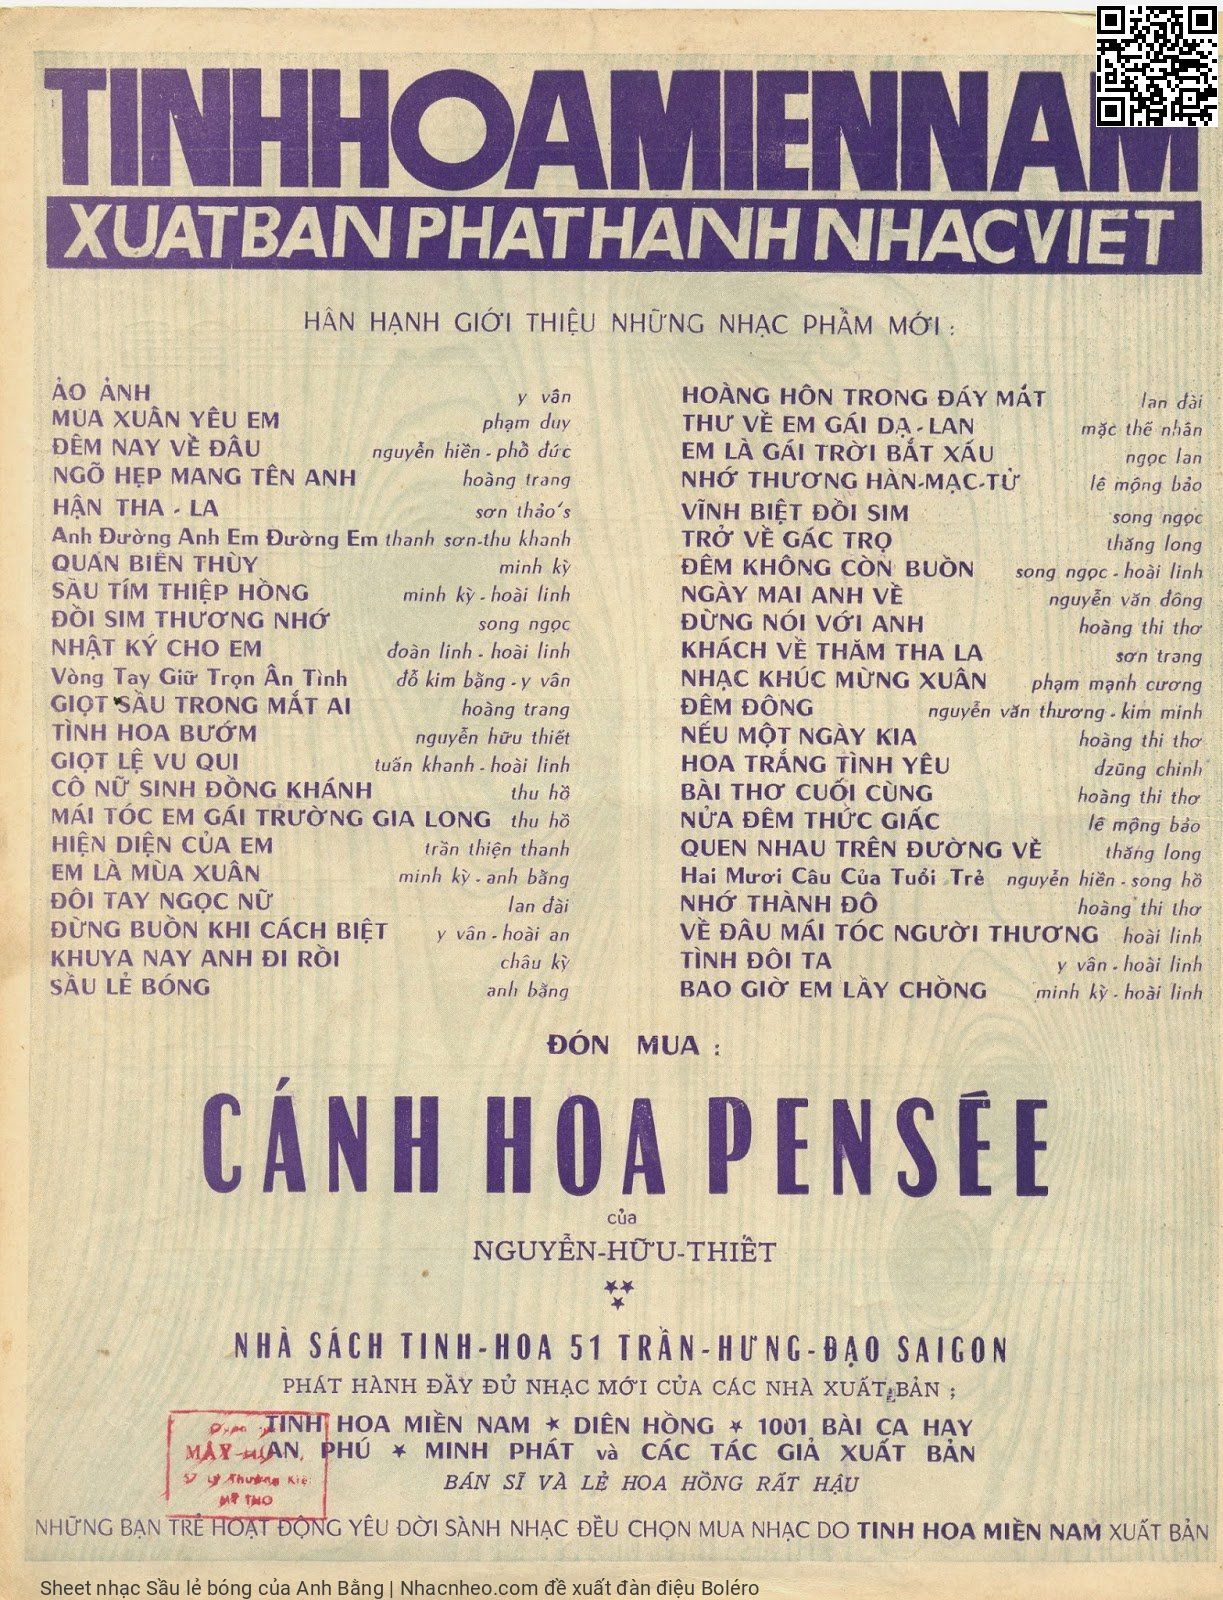 TINHHOAMIENNAM
XUATBAN PHATHANH NHACVIET
HÂN HẠNH GIỚI THIỆU NHỮNG NHẠC PHẨM MỚI :
ẢO ẢNH y vân
MÙA XUÂN YÊU EM phạm duy
ĐÊM NAY VỀ ĐÂU nguyễn hiền - phồ đức
NGÕ HẸP MANG TÊN ANH hoàng trang
HẬN THA - LA sơn thảo's
Anh Đường Anh Em Đường Em thanh sơn-thu khanh
QUÁN BIÊN THÙY minh kỳ
SẦU TÍM THIỆP HỒNG minh kỳ - hoài linh
ĐỒI SIM THƯƠNG NHỚ song ngọc
NHẬT KÝ CHO EM đoàn linh - hoài linh
Vòng Tay Giữ Trọn Ân Tình đỗ kim bằng - y vân
GIỌT SẦU TRONG MẮT AI hoàng trang
TÌNH HOA BƯỚM nguyễn hữu thiết
GIỌT LỆ VU QUI tuấn khanh - hoài linh
CÔ NỮ SINH ĐỒNG KHÁNH thu hồ
MÁI TÓC EM GÁI TRƯỜNG GIA LONG thu hồ
HIỆN DIỆN CỦA EM trần thiện thanh
EM LÀ MÙA XUÂN minh kỳ - anh bằng
ĐÔI TAY NGỌC NỮ lan đài
ĐỪNG BUỒN KHI CÁCH BIỆT y vân - hoài an
KHUYA NAY ANH ĐI RỒI châu kỳ
SẦU LẺ BÓNG anh bằng
HOÀNG HÔN TRONG ĐÁY MẮT lan đài
THƯ VỀ EM GÁI DẠ - LAN mặc thế nhân
EM LÀ GÁI TRỜI BẮT XẤU ngọc lan
NHỚ THƯƠNG HÀN-MẠC-TỬ lê mộng bảo
VĨNH BIỆT ĐỒI SIM song ngọc
TRỞ VỀ GÁC TRỌ thăng long
ĐÊM KHÔNG CÒN BUỒN song ngọc - hoài linh
NGÀY MAI ANH VỀ nguyễn văn đông
ĐỪNG NÓI VỚI ANH hoàng thi thơ
KHÁCH VỀ THĂM THA LA sơn trang
NHẠC KHÚC MỪNG XUÂN phạm mạnh cương
ĐÊM ĐÔNG nguyễn văn thương - kim minh
NẾU MỘT NGÀY KIA hoàng thi thơ
HOA TRẮNG TÌNH YÊU dzũng chinh
BÀI THƠ CUỐI CÙNG hoàng thi thơ
NỬA ĐÊM THỨC GIẤC lê mộng bảo
QUEN NHAU TRÊN ĐƯỜNG VỀ thăng long
Hai Mươi Câu Của Tuổi Trẻ nguyễn hiền - song hồ
NHỚ THÀNH ĐÔ hoàng thi thơ
VỀ ĐÂU MÁI TÓC NGƯỜI THƯƠNG hoài linh
TÌNH ĐÔI TA y vân - hoài linh
BAO GIỜ EM LẤY CHỒNG minh kỳ - hoài linh
ĐÓN MUA :
CÁNH HOA PENSÉE
của
NGUYỄN-HỮU-THIẾT
NHÀ SÁCH TINH-HOA 51 TRẦN-HƯNG-ĐẠO SAIGON
PHÁT HÀNH ĐẦY ĐỦ NHẠC MỚI CỦA CÁC NHÀ XUẤT BẢN ;
TINH HOA MIỀN NAM ★ DIÊN HỒNG ★ 1001 BÀI CA HAY
AN PHÚ ★ MINH PHÁT và CÁC TÁC GIẢ XUẤT BẢN
57 Lý Thường Kiệt
MỸ THO
BÁN SĨ VÀ LẺ HOA HỒNG RẤT HẬU
NHỮNG BẠN TRẺ HOẠT ĐỘNG YÊU ĐỜI SÀNH NHẠC ĐỀU CHỌN MUA NHẠC DO TINH HOA MIỀN NAM XUẤT BẢN
Sheet nhạc Sầu lẻ bóng của Anh Bằng | Nhacnheo.com đề xuất đàn điệu Boléro